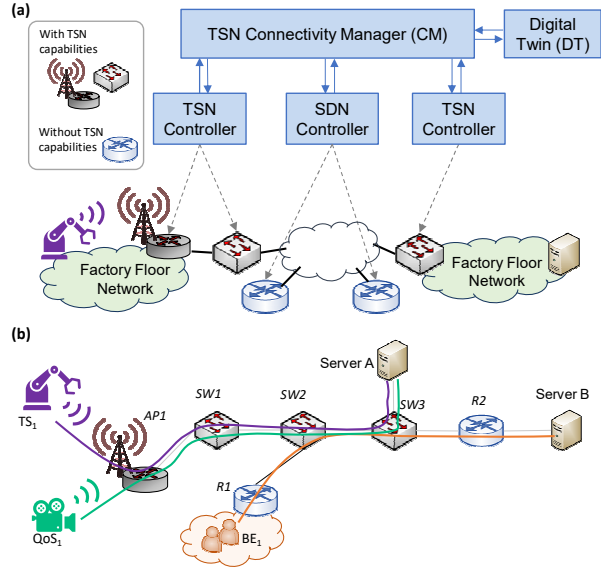 (a)
With TSN
capabilities
Without TSN
capabilities
TSN Connectivity Manager (CM)
Digital
Twin (DT)
TSN
Controller
SDN
Controller
TSN
Controller
Factory Floor
Network
Factory Floor
Network
(b)
TS1
AP1
SW1
SW2
Server A
SW3
R2
Server B
QoS1
R1
BE1